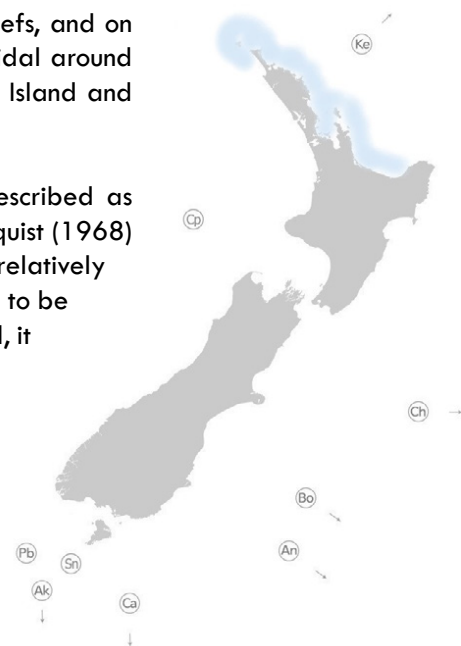 efs, and on
idal around
Island and
escribed as
quist (1968)
relatively
to be
l, it
Ke
Cp
Ch
Bo
An
Pb
Sn
Ak
Ca